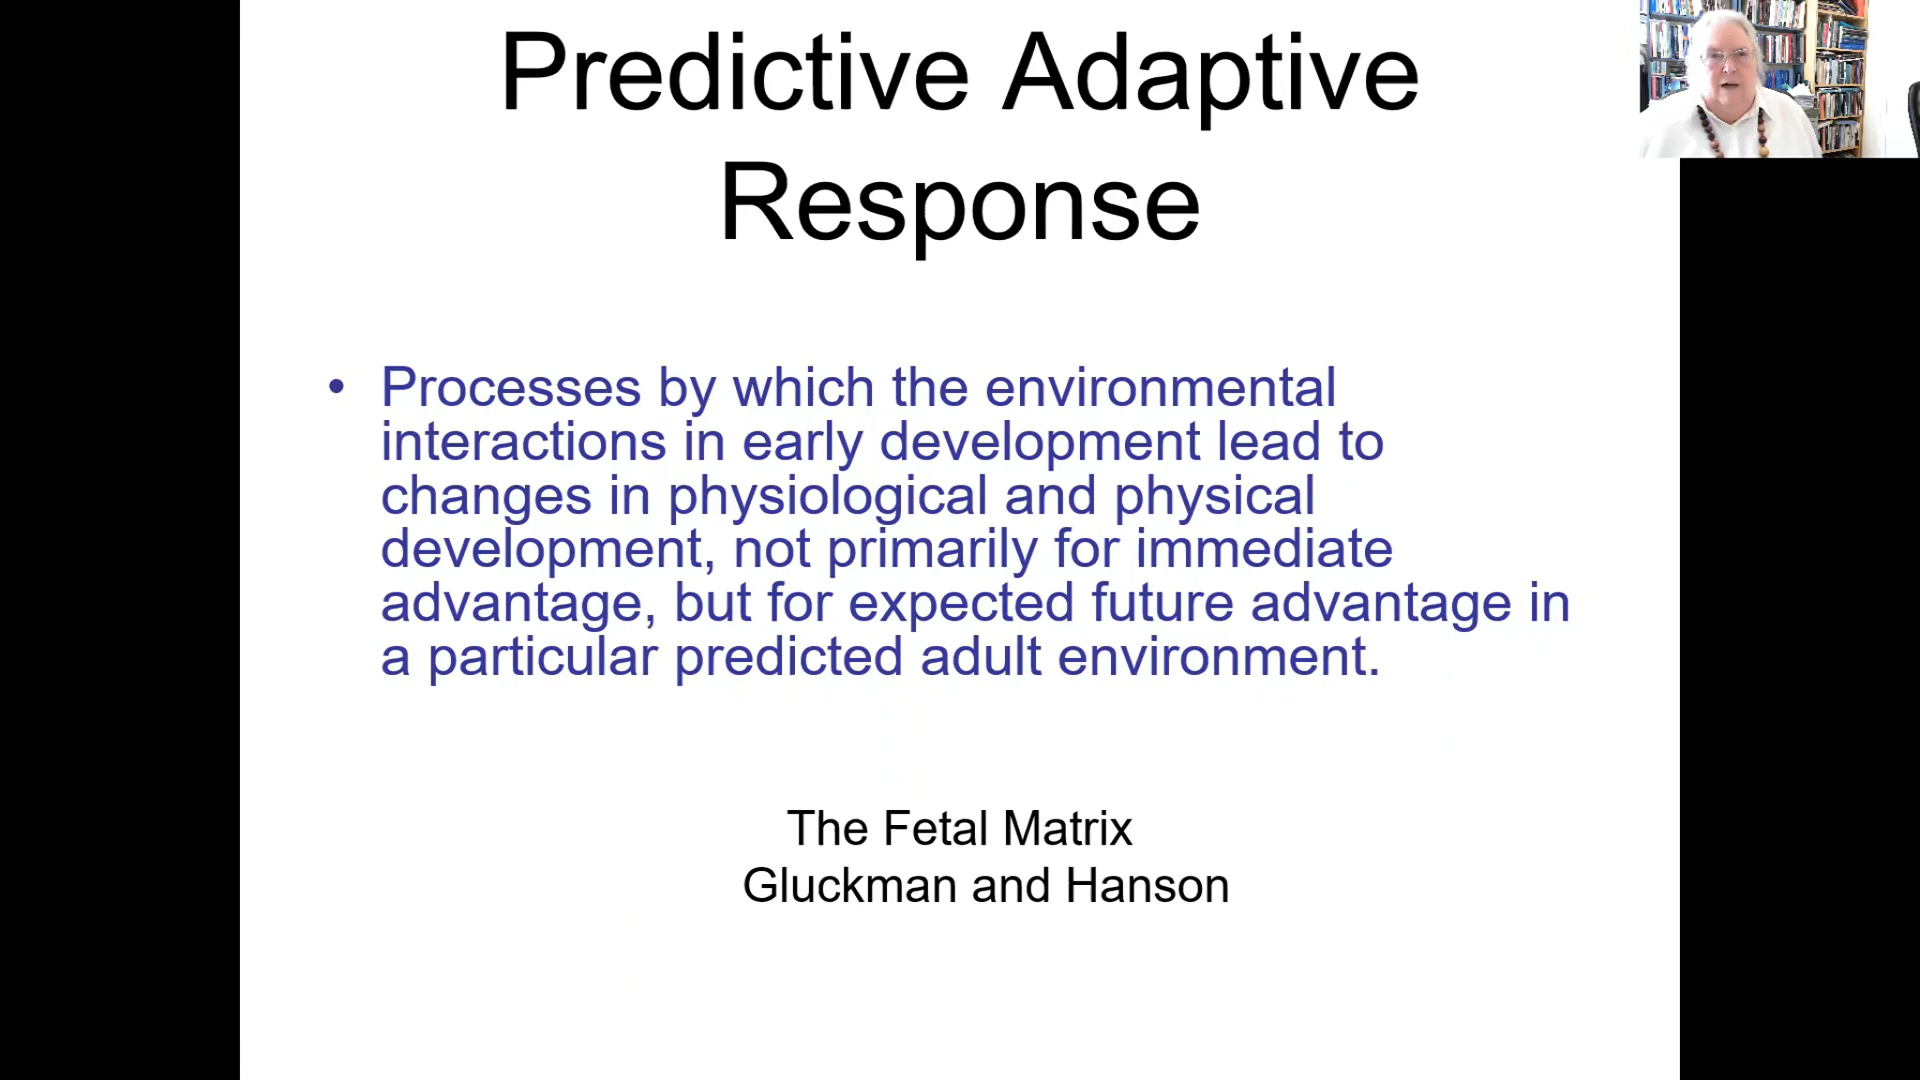 Predictive Adaptive
Response
• Processes by which the environmental
interactions in early development lead to
changes in physiological and physical
development, not primarily for immediate
advantage, but for expected future advantage in
a particular predicted adult environment.
The Fetal Matrix
Gluckman and Hanson